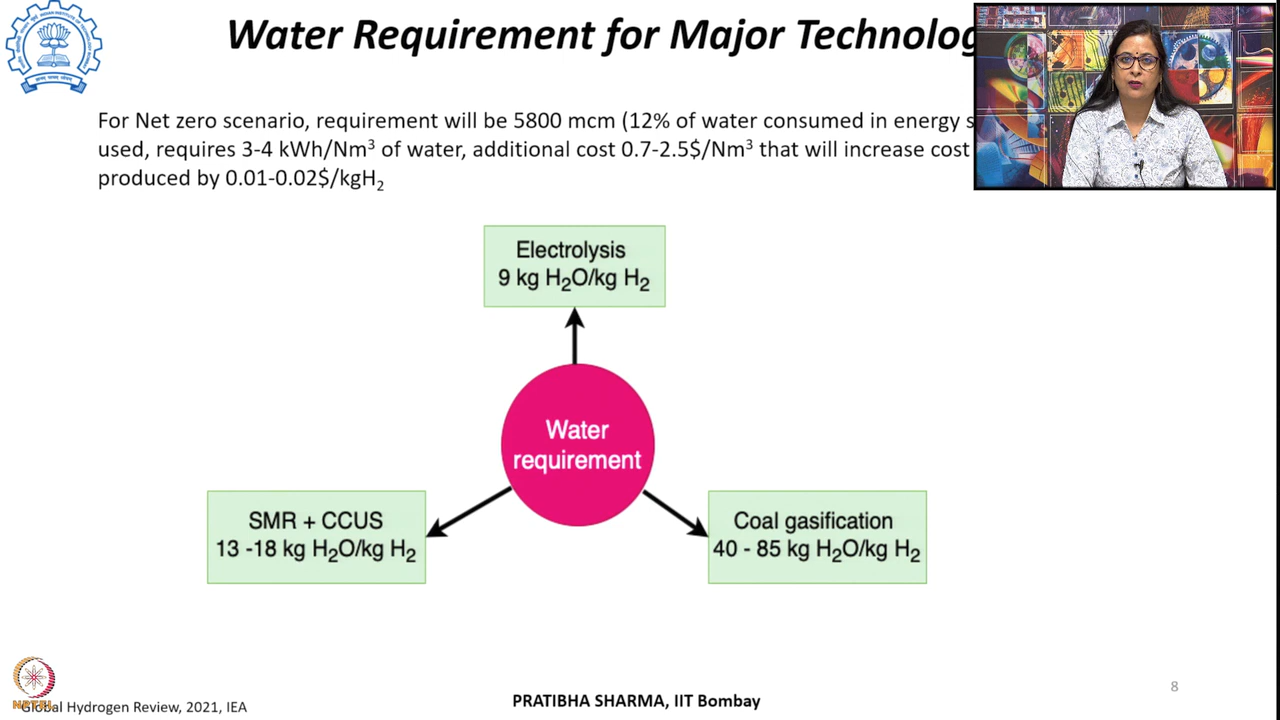 Water Requirement for Major
For Net zero scenario, requirement will be 5800 mcm (12% of water consumed in energy
used, requires 3-4 kWh/Nm³ of water, additional cost 0.7-2.5$/Nm³ that will increase cost
produced by 0.01-0.02$/kgH₂
Electrolysis
9 kg H₂O/kg H₂
Water
requirement
SMR + CCUS
13 -18 kg H₂O/kg H₂
Coal gasification
40 - 85 kg H₂O/kg H₂
8
NPTEL
Global Hydrogen Review, 2021, IEA
PRATIBHA SHARMA, IIT Bombay